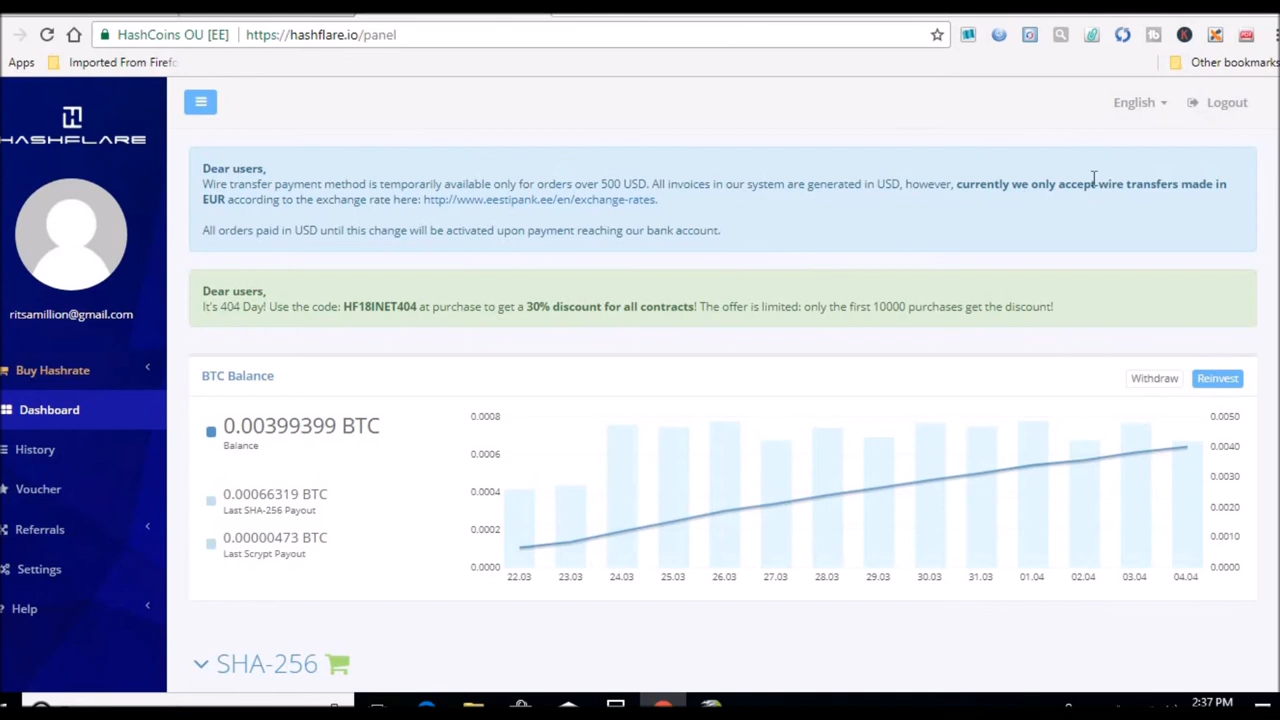 HashCoins OU [EE] https://hashflare.io/panel
Apps Imported From Firefo Other bookmarks
HASHFLARE
English Logout
Dear users,
Wire transfer payment method is temporarily available only for orders over 500 USD. All invoices in our system are generated in USD, however, currently we only accept wire transfers made in
EUR according to the exchange rate here: http://www.eestipank.ee/en/exchange-rates.
All orders paid in USD until this change will be activated upon payment reaching our bank account.
Dear users,
It's 404 Day! Use the code: HF18INET404 at purchase to get a 30% discount for all contracts! The offer is limited: only the first 10000 purchases get the discount!
ritsamillion@gmail.com
Buy Hashrate
Dashboard
History
Voucher
Referrals
Settings
Help
BTC Balance Withdraw Reinvest
0.00399399 BTC
Balance
0.00066319 BTC
Last SHA-256 Payout
0.00000473 BTC
Last Scrypt Payout
0.0008 0.0050
0.0006 0.0040
0.0030
0.0004 0.0020
0.0002 0.0010
0.0000 0.0000
22.03 23.03 24.03 25.03 26.03 27.03 28.03 29.03 30.03 31.03 01.04 02.04 03.04 04.04
SHA-256
2:37 PM